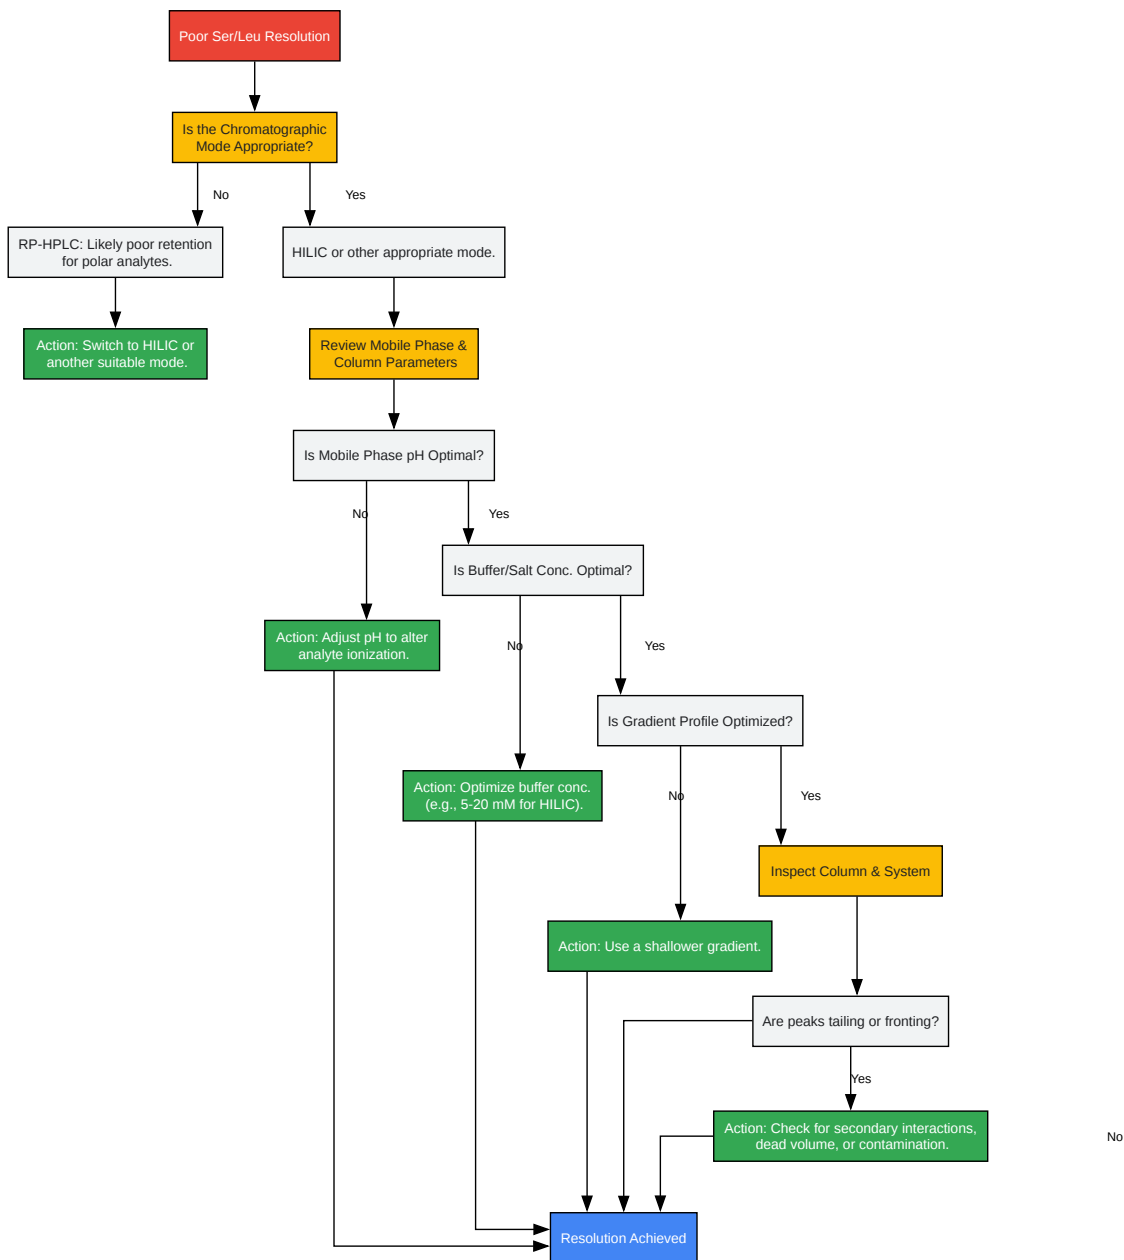 Poor Ser/Leu Resolution
Is the Chromatographic
Mode Appropriate?
No
Yes
RP-HPLC: Likely poor retention
for polar analytes.
HILIC or other appropriate mode.
Action: Switch to HILIC or
another suitable mode.
Review Mobile Phase &
Column Parameters
Is Mobile Phase pH Optimal?
No
Yes
Is Buffer/Salt Conc. Optimal?
Action: Adjust pH to alter
analyte ionization.
No
Yes
Is Gradient Profile Optimized?
Action: Optimize buffer conc.
(e.g., 5-20 mM for HILIC).
No
Yes
Inspect Column & System
Action: Use a shallower gradient.
Are peaks tailing or fronting?
Yes
Action: Check for secondary interactions,
dead volume, or contamination.
No
Resolution Achieved